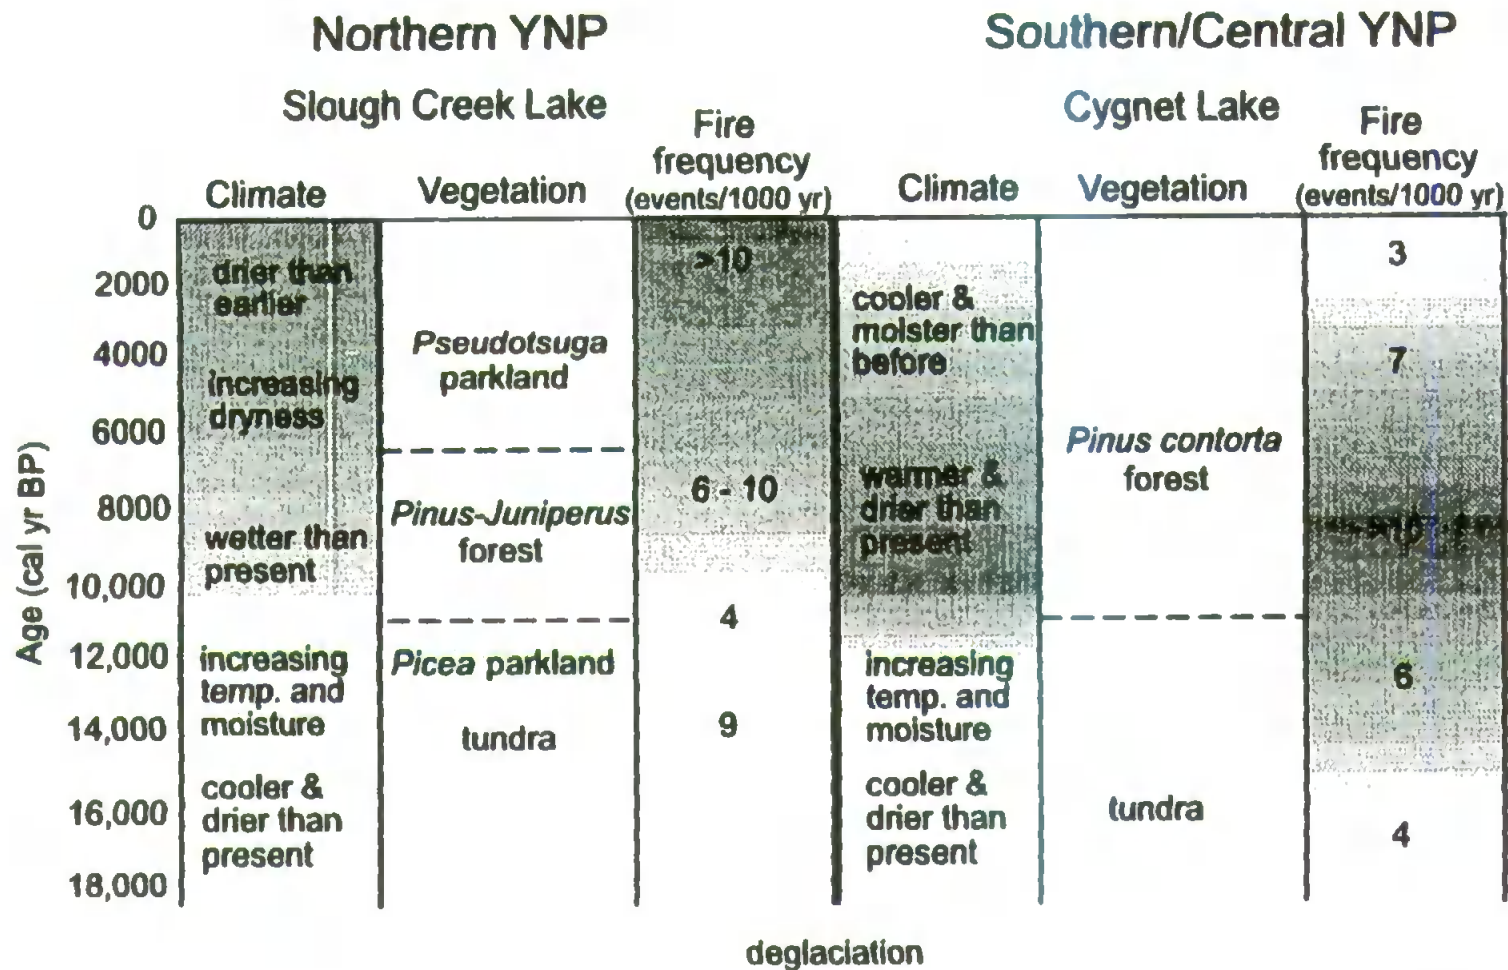 Northern YNP
Southern/Central YNP
Slough Creek Lake
Cygnet Lake
Fire
frequency
(events/1000 yr)
Fire
frequency
(events/1000 yr)
Climate
Vegetation
Climate
Vegetation
Age (cal yr BP)
0
2000
4000
6000
8000
10,000
12,000
14,000
16,000
18,000
drier than
earlier
increasing
dryness
wetter than
present
increasing
temp. and
moisture
cooler &
drier than
present
Pseudotsuga
parkland
Pinus-Juniperus
forest
Picea parkland
tundra
>10
6 - 10
4
9
cooler &
moister than
before
warmer &
drier than
present
increasing
temp. and
moisture
cooler &
drier than
present
Pinus contorta
forest
tundra
3
7
6
4
deglaciation